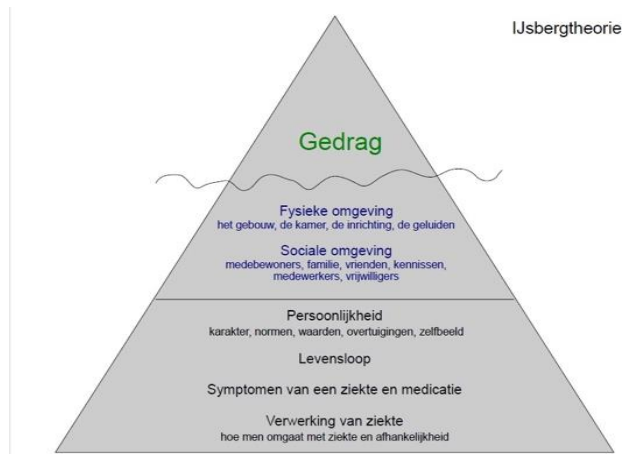 IJsbergtheorie
Gedrag
Fysieke omgeving
het gebouw, de kamer, de inrichting, de geluiden
Sociale omgeving
medebewoners, familie, vrienden, kennissen,
medewerkers, vrijwilligers
Persoonlijkheid
karakter, normen, waarden, overtuigingen, zelfbeeld
Levensloop
Symptomen van een ziekte en medicatie
Verwerking van ziekte
hoe men omgaat met ziekte en afhankelijkheid